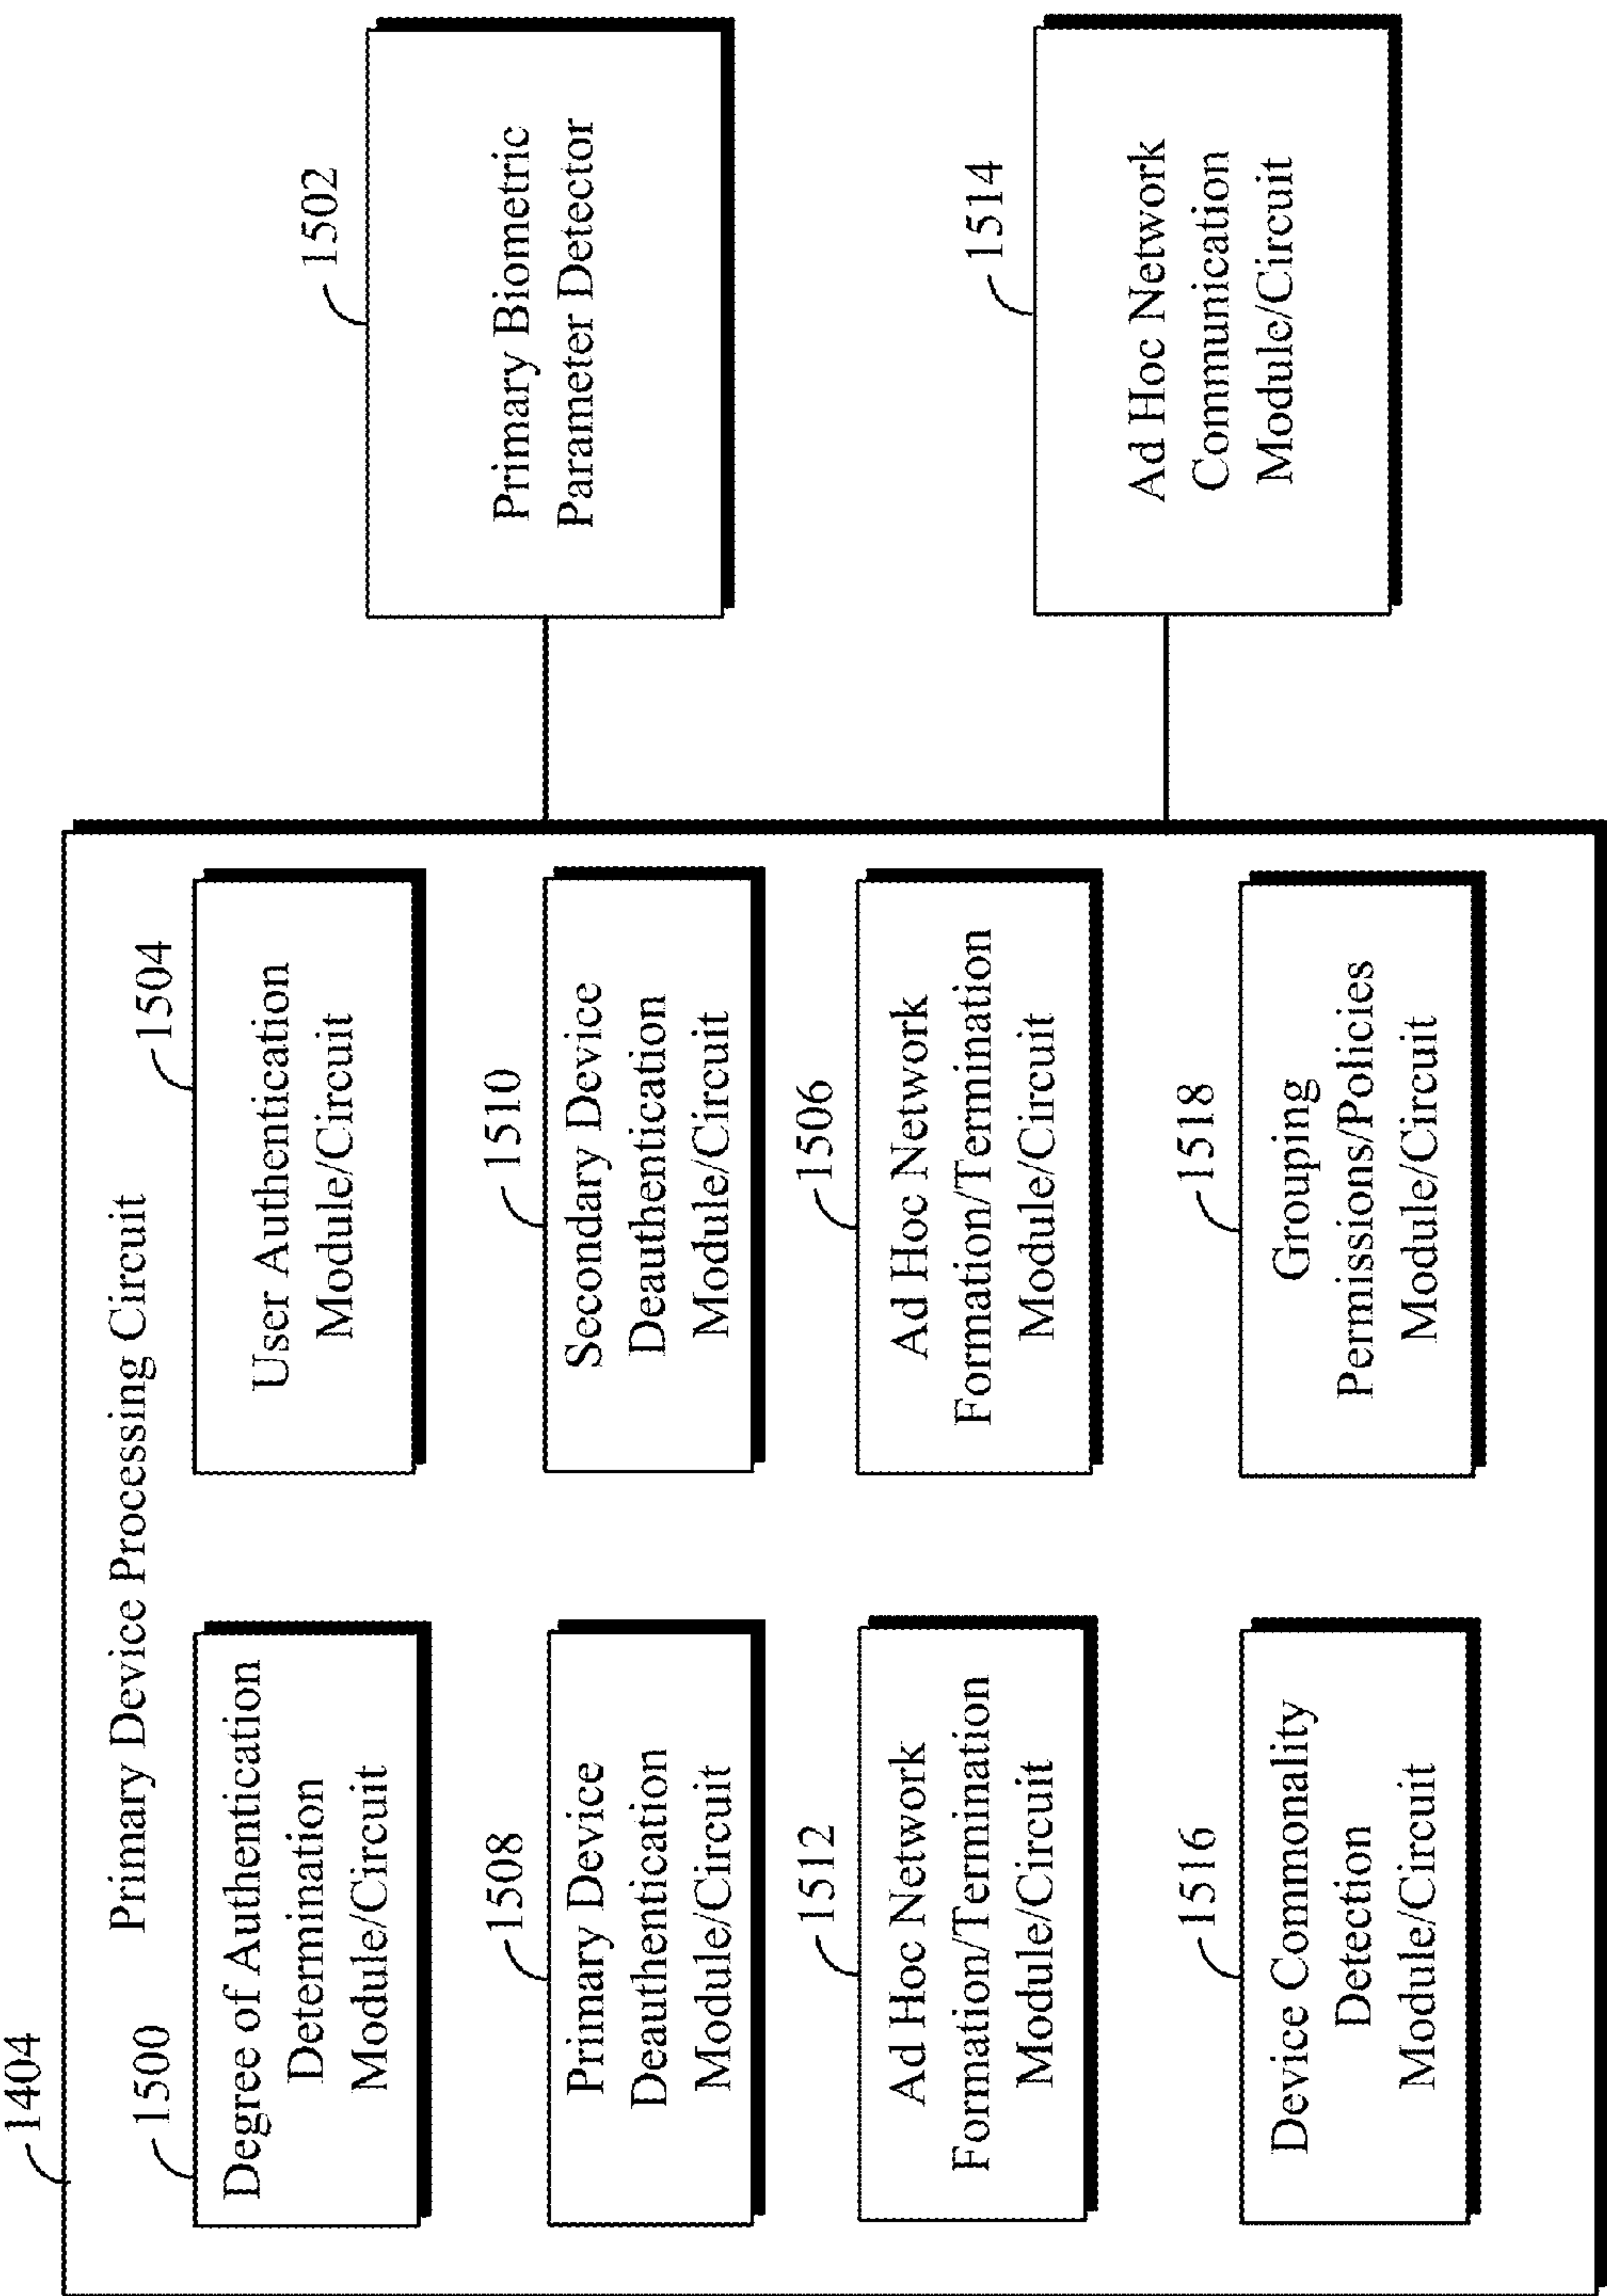 1404
Primary Device Processing Circuit
1500
Degree of Authentication
Determination
Module/Circuit
1504
User Authentication
Module/Circuit
1502
Primary Biometric
Parameter Detector
1508
Primary Device
Deauthentication
Module/Circuit
1510
Secondary Device
Deauthentication
Module/Circuit
1512
Ad Hoc Network
Formation/Termination
Module/Circuit
1506
Ad Hoc Network
Formation/Termination
Module/Circuit
1514
Ad Hoc Network
Communication
Module/Circuit
1516
Device Commonality
Detection
Module/Circuit
1518
Grouping
Permissions/Policies
Module/Circuit